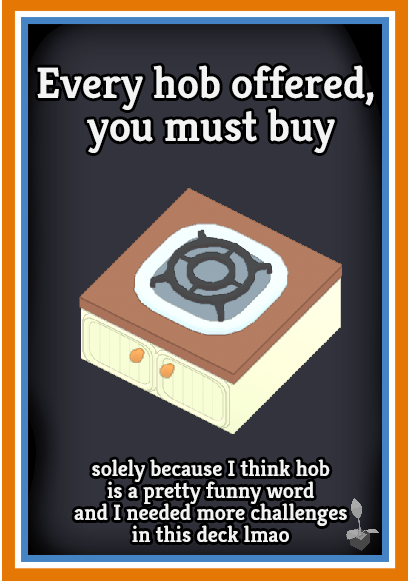 Every hob offered,
you must buy
solely because I think hob
is a pretty funny word
and I needed more challenges
in this deck lmao